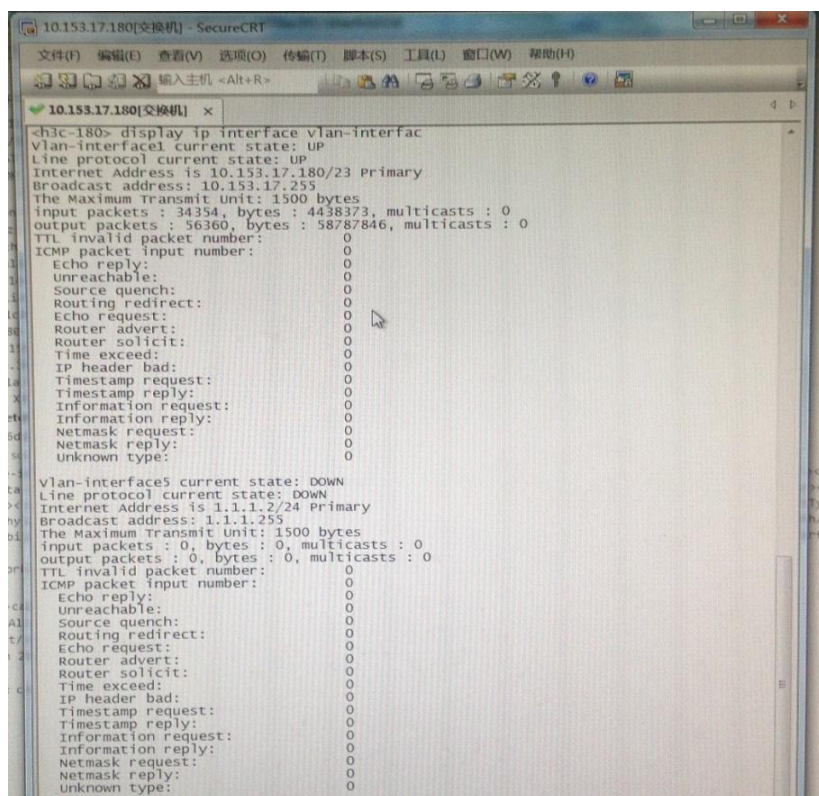 10.153.17.180[交换机] - SecureCRT
文件(F) 编辑(E) 查看(V) 选项(O) 传输(T) 脚本(S) 工具(L) 窗口(W) 帮助(H)
输入主机 <Alt+R>
10.153.17.180[交换机] ×
<h3c-180> display ip interface vlan-interfac
Vlan-interface1 current state: UP
Line protocol current state: UP
Internet Address is 10.153.17.180/23 Primary
Broadcast address: 10.153.17.255
The Maximum Transmit Unit: 1500 bytes
input packets : 34354, bytes : 4438373, multicasts : 0
output packets : 56360, bytes : 58787846, multicasts : 0
TTL invalid packet number: 0
ICMP packet input number: 0
Echo reply: 0
Unreachable: 0
Source quench: 0
Routing redirect: 0
Echo request: 0
Router advert: 0
Router solicit: 0
Time exceed: 0
IP header bad: 0
Timestamp request: 0
Timestamp reply: 0
Information request: 0
Information reply: 0
Netmask request: 0
Netmask reply: 0
Unknown type: 0
Vlan-interface5 current state: DOWN
Line protocol current state: DOWN
Internet Address is 1.1.1.2/24 Primary
Broadcast address: 1.1.1.255
The Maximum Transmit Unit: 1500 bytes
input packets : 0, bytes : 0, multicasts : 0
output packets : 0, bytes : 0, multicasts : 0
TTL invalid packet number: 0
ICMP packet input number: 0
Echo reply: 0
Unreachable: 0
Source quench: 0
Routing redirect: 0
Echo request: 0
Router advert: 0
Router solicit: 0
Time exceed: 0
IP header bad: 0
Timestamp request: 0
Timestamp reply: 0
Information request: 0
Information reply: 0
Netmask request: 0
Netmask reply: 0
Unknown type: 0